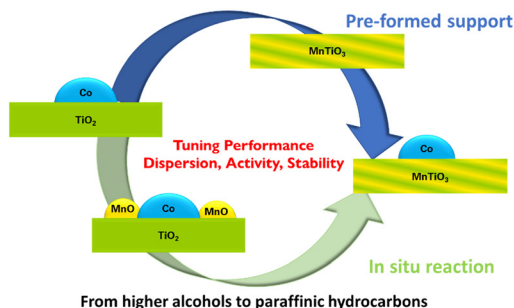 Pre-formed support
MnTiO₃
Co
TiO₂
Tuning Performance
Dispersion, Activity, Stability
Co
MnTiO₃
MnO
Co
MnO
TiO₂
In situ reaction
From higher alcohols to paraffinic hydrocarbons